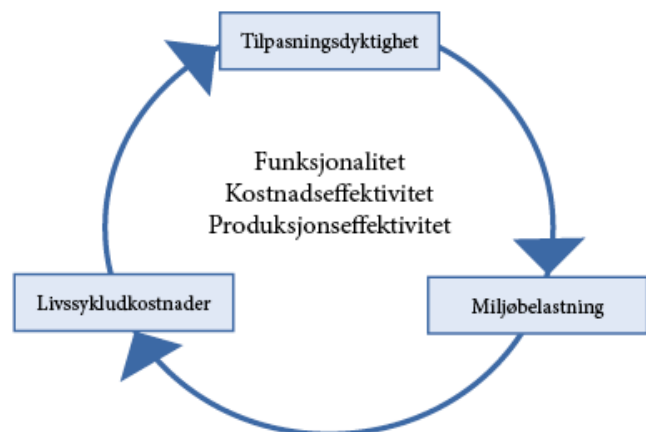 Tilpasningsdyktighet
Funksjonalitet
Kostnadseffektivitet
Produksjonseffektivitet
Livssykludkostnader
Miljøbelastning